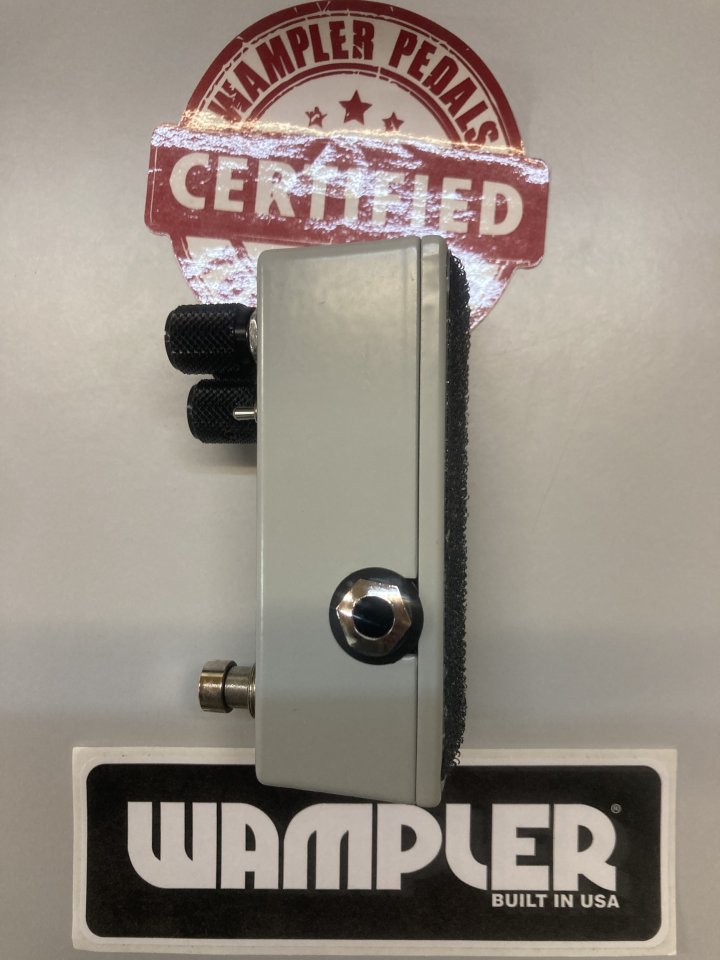 WAMPLER PEDALS
CERTIFIED
WAMPLER®
BUILT IN USA